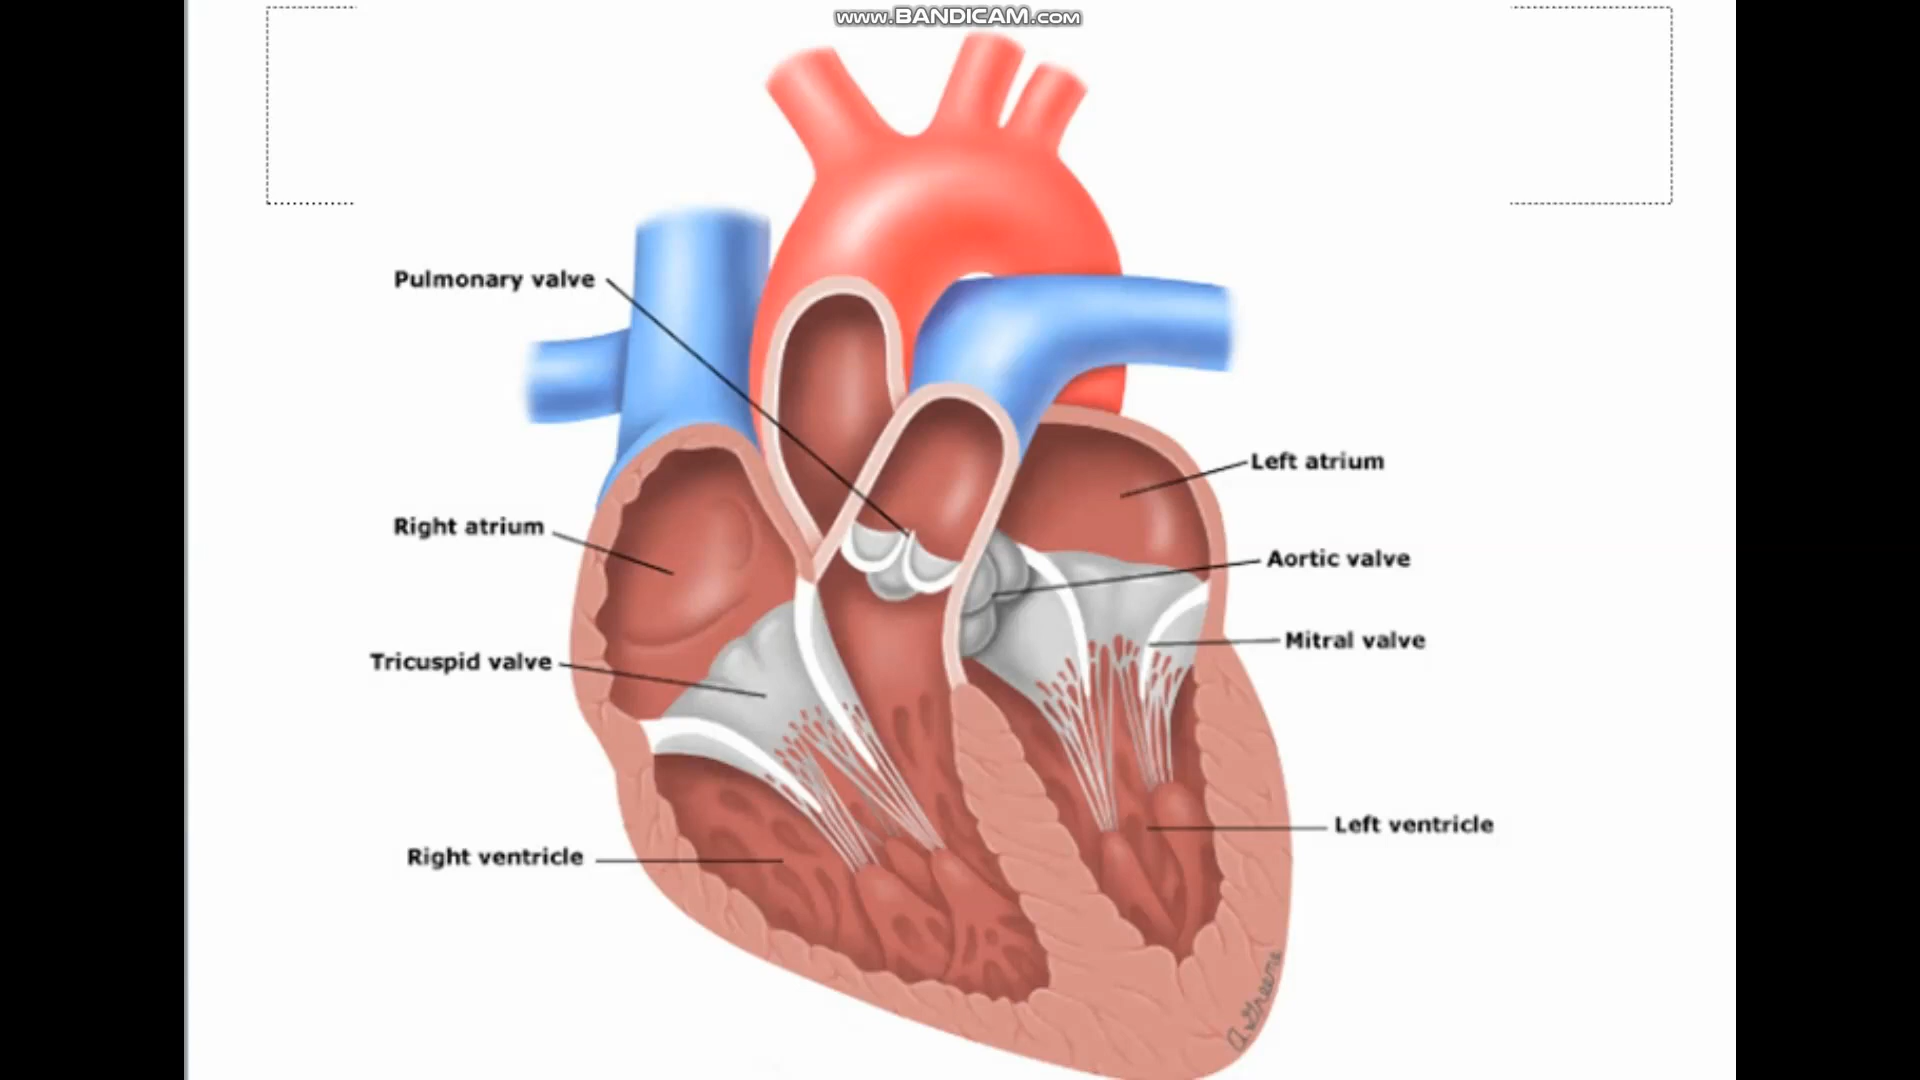 www.BANDICAM.com
Pulmonary valve
Left atrium
Right atrium
Aortic valve
Mitral valve
Tricuspid valve
Left ventricle
Right ventricle
A. Greene